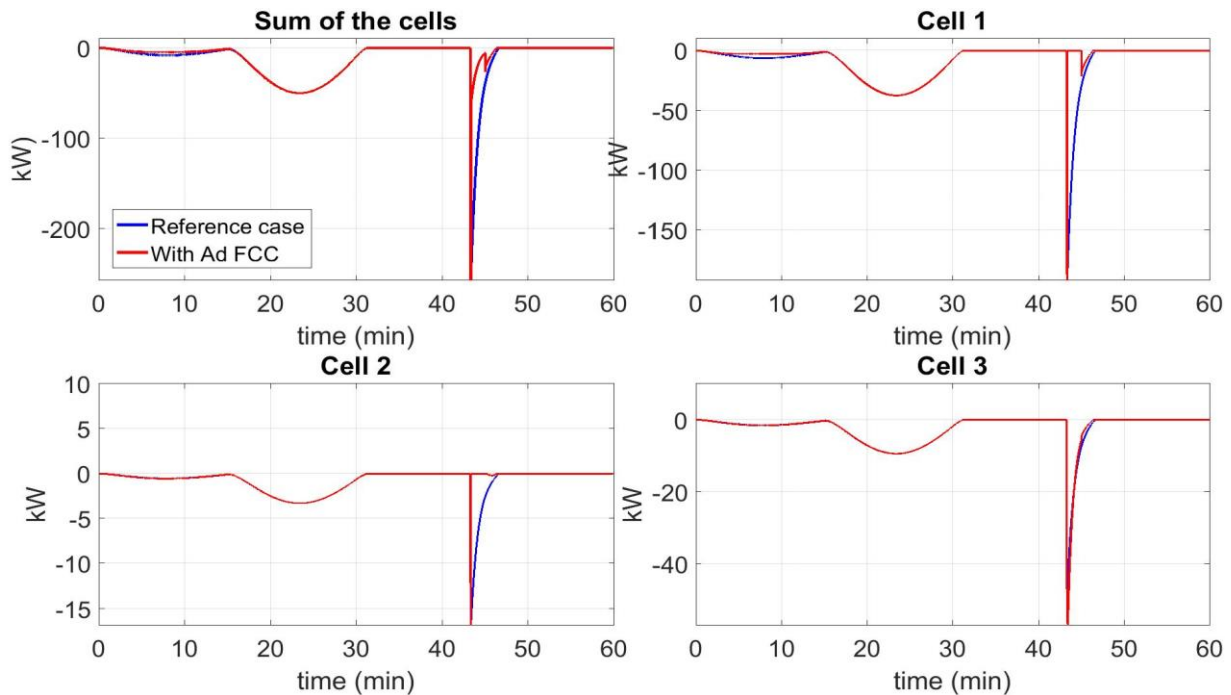 Sum of the cells
0
-100
-200
kW)
Reference case
With Ad FCC
0 10 20 30 40 50 60
time (min)
Cell 1
0
-50
-100
-150
kW
0 10 20 30 40 50 60
time (min)
Cell 2
10
5
0
-5
-10
-15
kW
0 10 20 30 40 50 60
time (min)
Cell 3
0
-20
-40
kW
0 10 20 30 40 50 60
time (min)